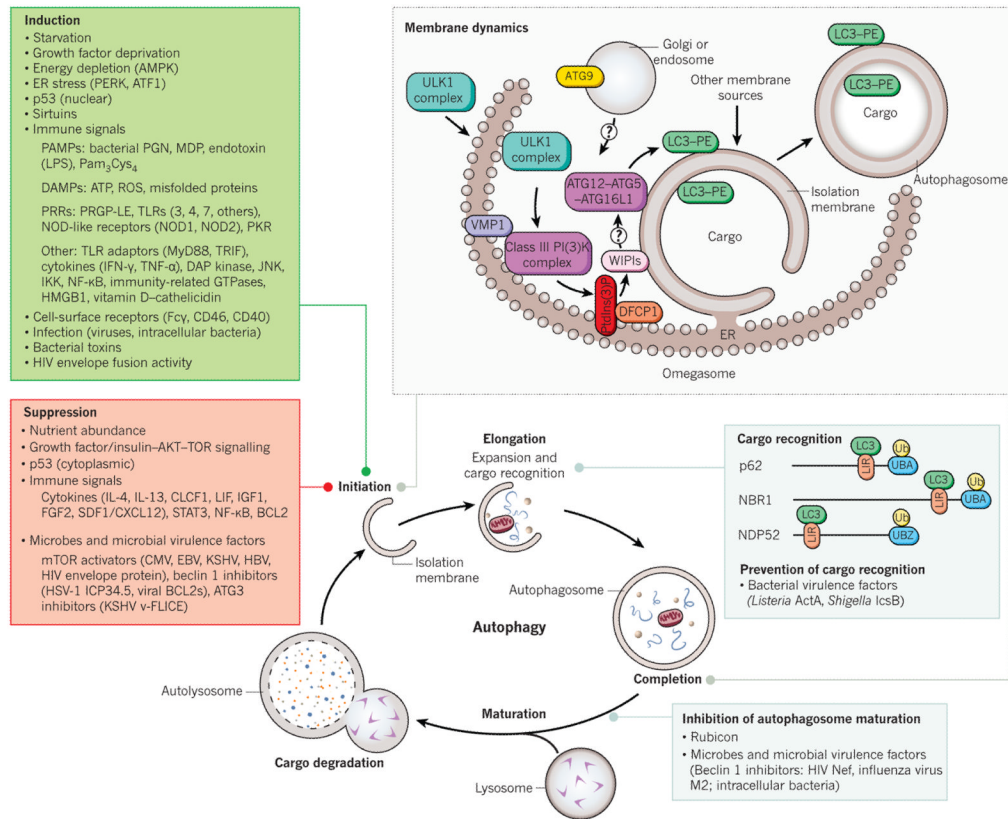 Induction
• Starvation
• Growth factor deprivation
• Energy depletion (AMPK)
• ER stress (PERK, ATF1)
• p53 (nuclear)
• Sirtuins
• Immune signals
PAMPs: bacterial PGN, MDP, endotoxin
(LPS), Pam₃Cys₄
DAMPs: ATP, ROS, misfolded proteins
PRRs: PRGP-LE, TLRs (3, 4, 7, others),
NOD-like receptors (NOD1, NOD2), PKR
Other: TLR adaptors (MyD88, TRIF),
cytokines (IFN-γ, TNF-α), DAP kinase, JNK,
IKK, NF-κB, immunity-related GTPases,
HMGB1, vitamin D–cathelicidin
• Cell-surface receptors (Fcγ, CD46, CD40)
• Infection (viruses, intracellular bacteria)
• Bacterial toxins
• HIV envelope fusion activity
Membrane dynamics
ULK1
complex
ATG9
Golgi or
endosome
?
ULK1
complex
Other membrane
sources
LC3–PE
LC3–PE
Cargo
Autophagosome
LC3–PE
LC3–PE
Cargo
Isolation
membrane
ATG12–ATG5
–ATG16L1
?
VMP1
Class III PI(3)K
complex
WIPIs
PtdIns(3)P
DFCP1
ER
Omegasome
Suppression
• Nutrient abundance
• Growth factor/insulin–AKT–TOR signalling
• p53 (cytoplasmic)
• Immune signals
Cytokines (IL-4, IL-13, CLCF1, LIF, IGF1,
FGF2, SDF1/CXCL12), STAT3, NF-κB, BCL2
• Microbes and microbial virulence factors
mTOR activators (CMV, EBV, KSHV, HBV,
HIV envelope protein), beclin 1 inhibitors
(HSV-1 ICP34.5, viral BCL2s), ATG3
inhibitors (KSHV v-FLICE)
Initiation
Isolation
membrane
Elongation
Expansion and
cargo recognition
Cargo recognition
p62
LC3
LIR
Ub
UBA
NBR1
LC3
LIR
Ub
UBA
NDP52
LC3
LIR
Ub
UBZ
Prevention of cargo recognition
• Bacterial virulence factors
(Listeria ActA, Shigella IcsB)
Autophagosome
Autophagy
Completion
Autolysosome
Cargo degradation
Maturation
Lysosome
Inhibition of autophagosome maturation
• Rubicon
• Microbes and microbial virulence factors
(Beclin 1 inhibitors: HIV Nef, influenza virus
M2; intracellular bacteria)